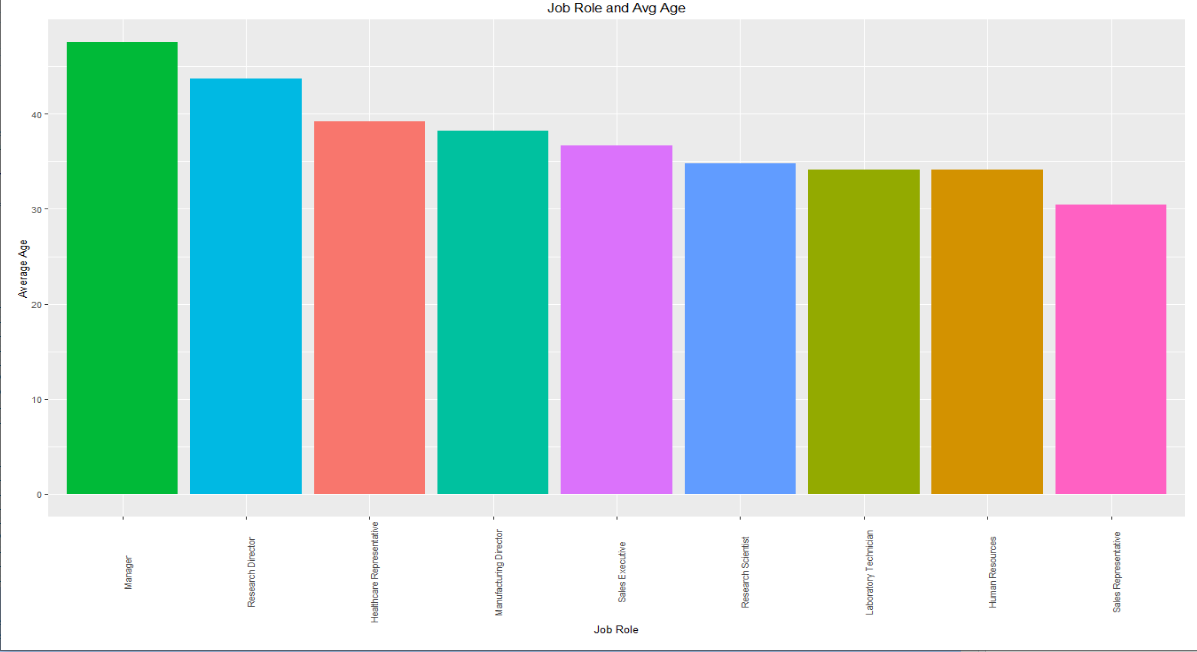 Job Role and Avg Age
Average Age
40
30
20
10
0
Manager
Research Director
Healthcare Representative
Manufacturing Director
Sales Executive
Research Scientist
Laboratory Technician
Human Resources
Sales Representative
Job Role